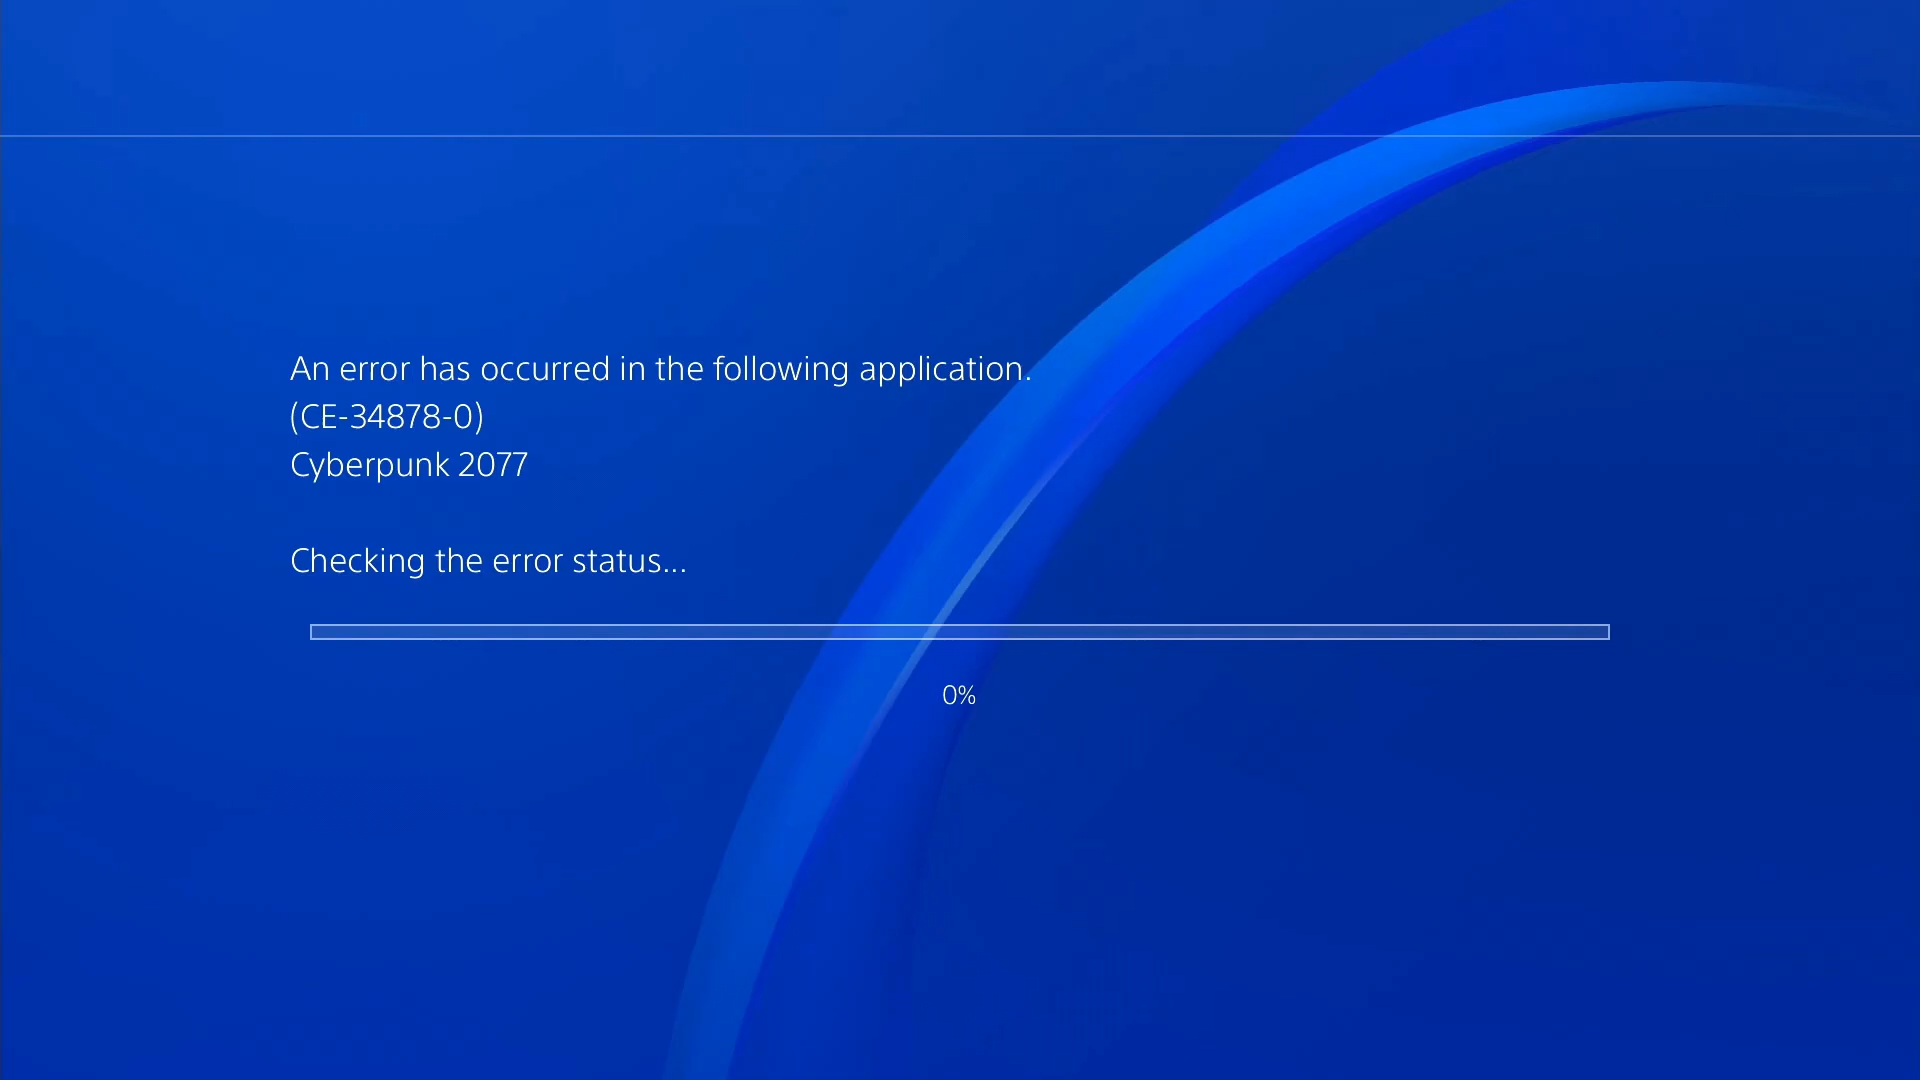 An error has occurred in the following application.
(CE-34878-0)
Cyberpunk 2077
Checking the error status...
0%